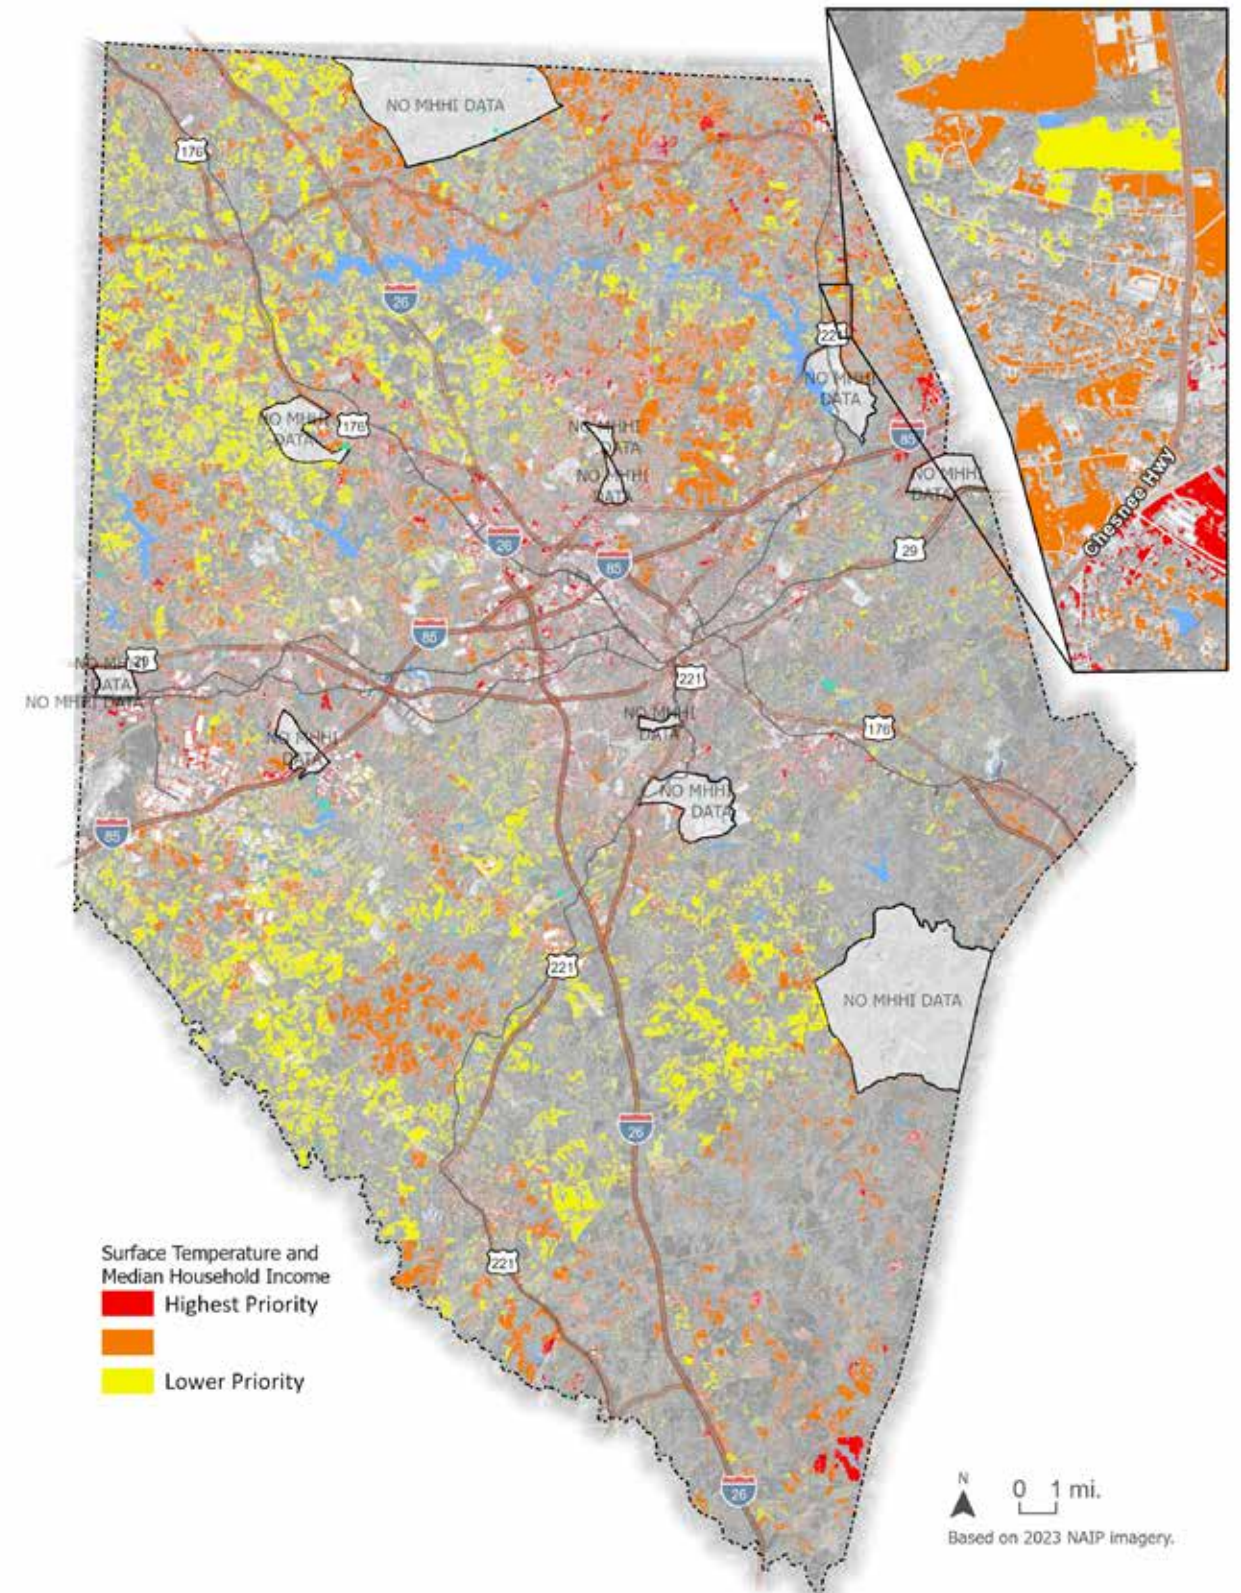 NO MHHI DATA
176
26
221
NO MHHI
DATA
NO MHHI
DATA
176
NO MHHI
DATA
NO MHHI
DATA
85
NO MHHI
DATA
Chesnee Hwy
26
29
85
85
29
NO MHHI
DATA
NO MHHI DATA
221
NO MHHI
DATA
176
NO MHHI
DATA
NO MHHI
DATA
85
221
NO MHHI DATA
26
221
Surface Temperature and
Median Household Income
Highest Priority
Lower Priority
26
N
0 1 mi.
Based on 2023 NAIP imagery.